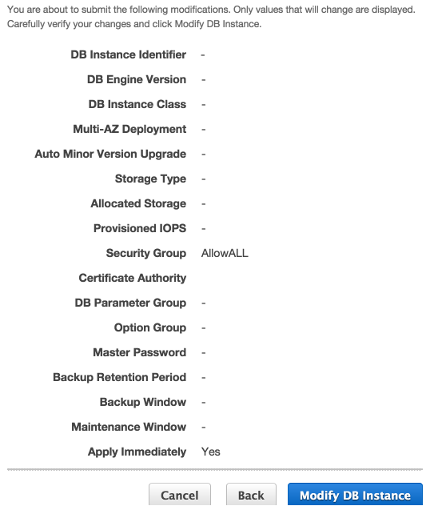 You are about to submit the following modifications. Only values that will change are displayed.
Carefully verify your changes and click Modify DB Instance.
DB Instance Identifier -
DB Engine Version -
DB Instance Class -
Multi-AZ Deployment -
Auto Minor Version Upgrade -
Storage Type -
Allocated Storage -
Provisioned IOPS -
Security Group AllowALL
Certificate Authority
DB Parameter Group -
Option Group -
Master Password -
Backup Retention Period -
Backup Window -
Maintenance Window -
Apply Immediately Yes
Cancel Back Modify DB Instance